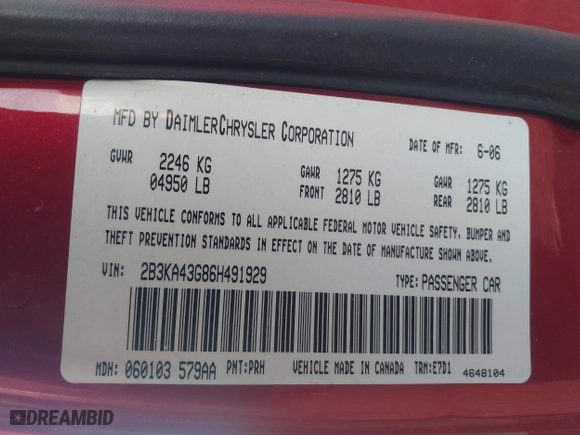 MFD BY DAIMLERCHRYSLER CORPORATION DATE OF MFR: 6-06
GVWR 2246 KG GAWR 1275 KG GAWR 1275 KG
04950 LB FRONT 2810 LB REAR 2810 LB
THIS VEHICLE CONFORMS TO ALL APPLICABLE FEDERAL MOTOR VEHICLE SAFETY, BUMPER AND
THEFT PREVENTION STANDARDS IN EFFECT ON THE DATE OF MANUFACTURE SHOWN ABOVE.
VIN: 2B3KA43G86H491929 TYPE: PASSENGER CAR
MDH: 060103 579AA PNT: PRH VEHICLE MADE IN CANADA TRM: E7D1 4648104
DREAMBID